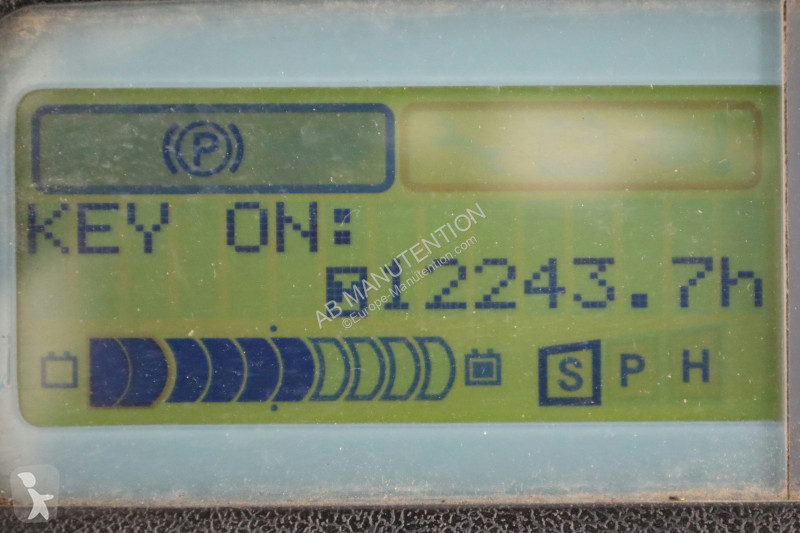 P
KEY ON:
12243.7h
S P H
AB MANUTENTION
©Europe-Manutention.com